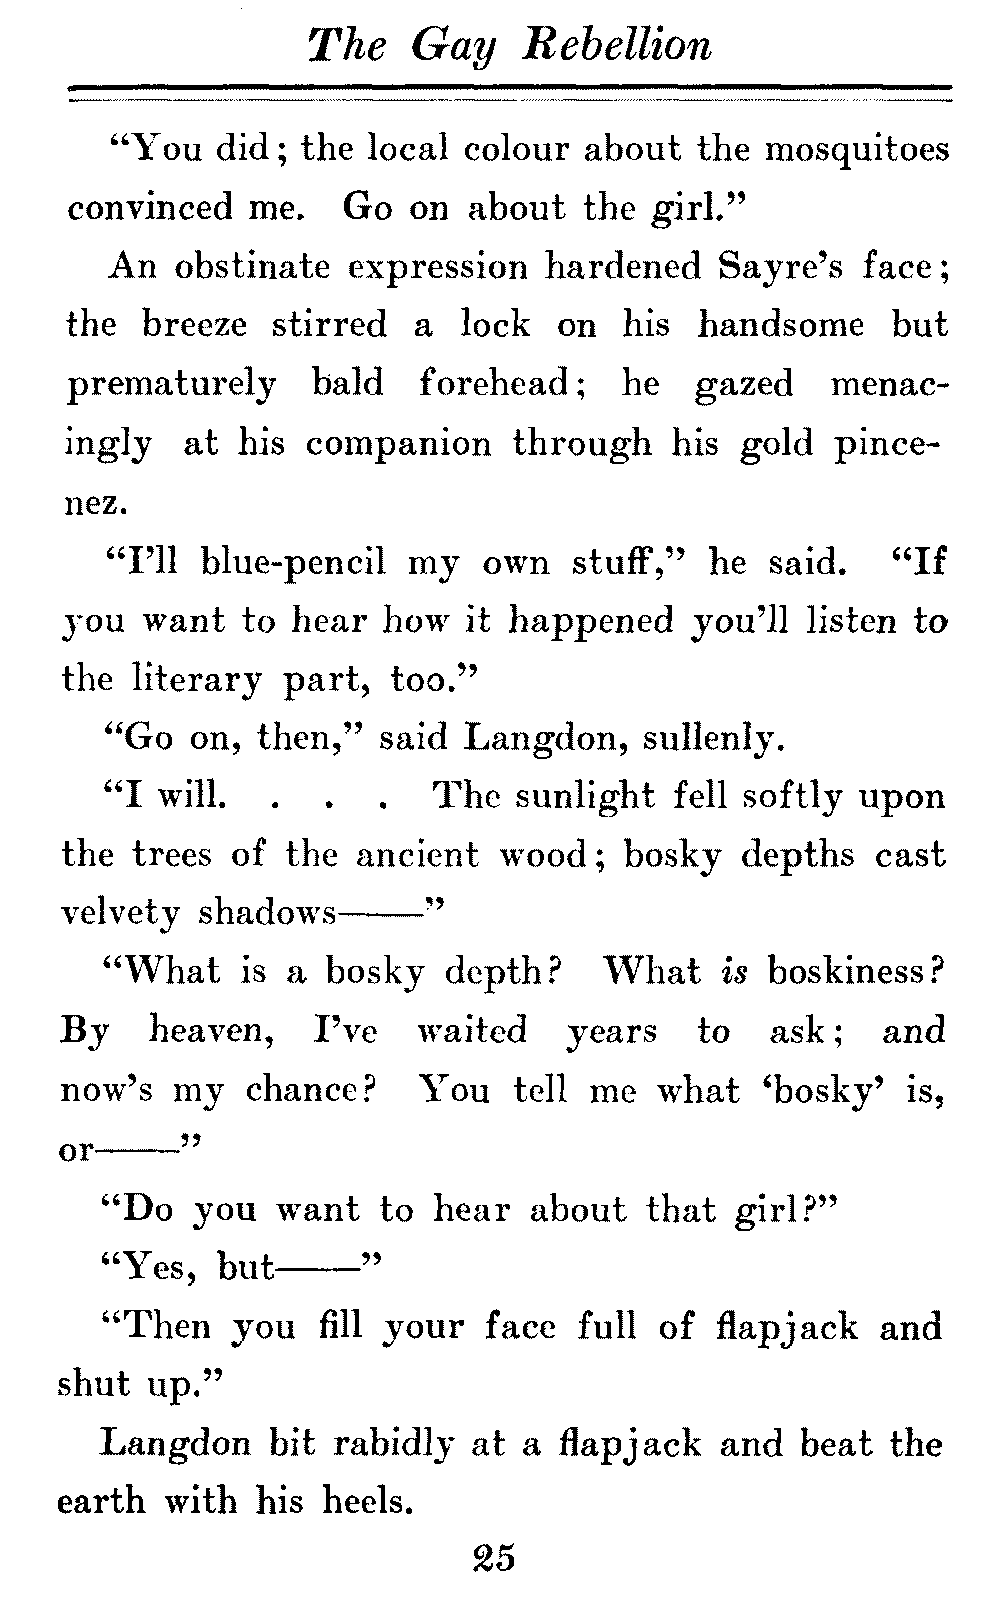 The Gay Rebellion
“You did; the local colour about the mosquitoes
convinced me. Go on about the girl.”
An obstinate expression hardened Sayre’s face;
the breeze stirred a lock on his handsome but
prematurely bald forehead; he gazed menac-
ingly at his companion through his gold pince-
nez.
“I’ll blue-pencil my own stuff,” he said. “If
you want to hear how it happened you’ll listen to
the literary part, too.”
“Go on, then,” said Langdon, sullenly.
“I will. . . . The sunlight fell softly upon
the trees of the ancient wood; bosky depths cast
velvety shadows——”
“What is a bosky depth? What is boskiness?
By heaven, I’ve waited years to ask; and
now’s my chance? You tell me what ‘bosky’ is,
or——”
“Do you want to hear about that girl?”
“Yes, but——”
“Then you fill your face full of flapjack and
shut up.”
Langdon bit rabidly at a flapjack and beat the
earth with his heels.
25